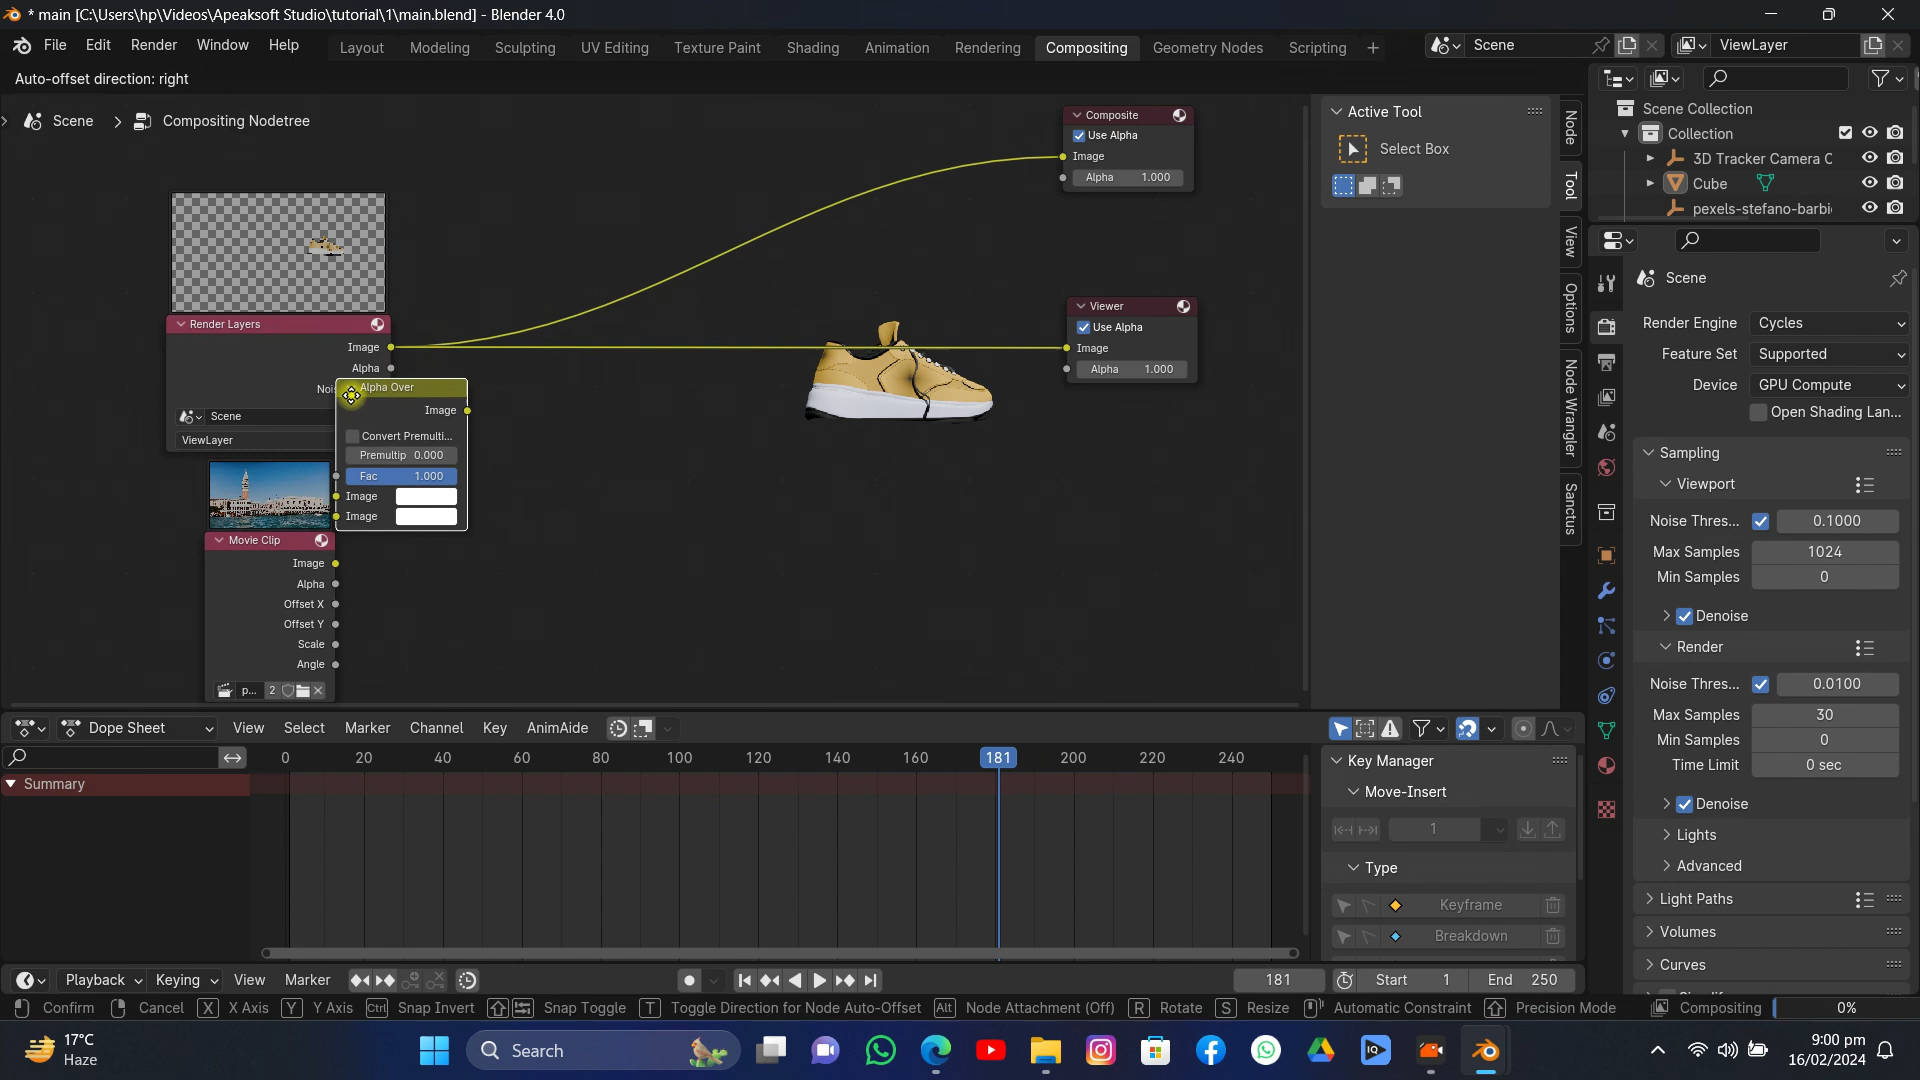 * main [C:\Users\hp\Videos\Apeaksoft Studio\tutorial\1\main.blend] - Blender 4.0
File Edit Render Window Help
Layout Modeling Sculpting UV Editing Texture Paint Shading Animation Rendering Compositing Geometry Nodes Scripting +
Scene
ViewLayer
Auto-offset direction: right
Scene > Compositing Nodetree
Composite
Use Alpha
Image
Alpha 1.000
Viewer
Use Alpha
Image
Alpha 1.000
Render Layers
Image
Alpha
Noi
Scene
ViewLayer
Alpha Over
Image
Convert Premulti...
Premultip 0.000
Fac 1.000
Image
Image
Movie Clip
Image
Alpha
Offset X
Offset Y
Scale
Angle
p... 2
Active Tool
Select Box
Node
Tool
View
Options
Node Wrangler
Sanctus
Scene Collection
Collection
3D Tracker Camera C
Cube
pexels-stefano-barbi
Scene
Render Engine Cycles
Feature Set Supported
Device GPU Compute
Open Shading Lan...
Sampling
Viewport
Noise Thres... 0.1000
Max Samples 1024
Min Samples 0
Denoise
Render
Noise Thres... 0.0100
Max Samples 30
Min Samples 0
Time Limit 0 sec
Denoise
Lights
Advanced
Light Paths
Volumes
Curves
Dope Sheet View Select Marker Channel Key AnimAide
0 20 40 60 80 100 120 140 160 181 200 220 240
Summary
Key Manager
Move-Insert
1
Type
Keyframe
Breakdown
Playback Keying View Marker
181 Start 1 End 250
Confirm Cancel X X Axis Y Y Axis Ctrl Snap Invert Snap Toggle T Toggle Direction for Node Auto-Offset Alt Node Attachment (Off) R Rotate S Resize Automatic Constraint Precision Mode Compositing 0%
17°C
Haze
Search
IQ
9:00 pm
16/02/2024